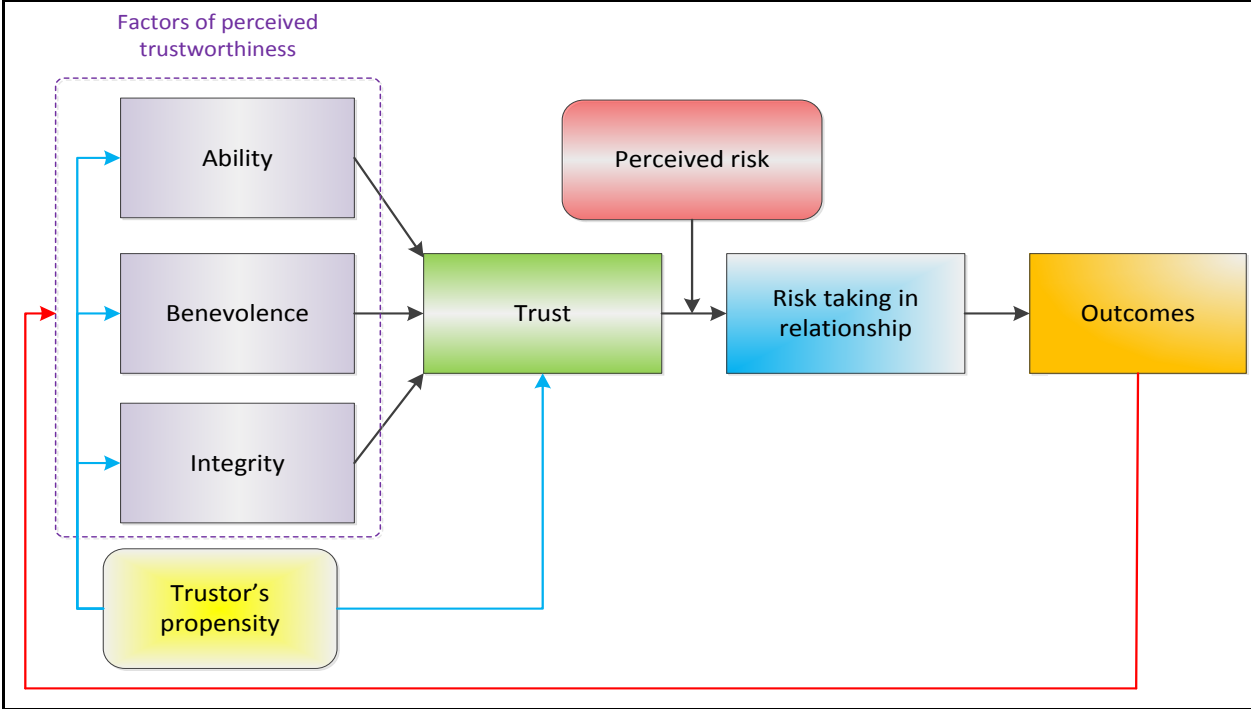 Factors of perceived
trustworthiness
Ability
Perceived risk
Benevolence
Trust
Risk taking in
relationship
Outcomes
Integrity
Trustor’s
propensity